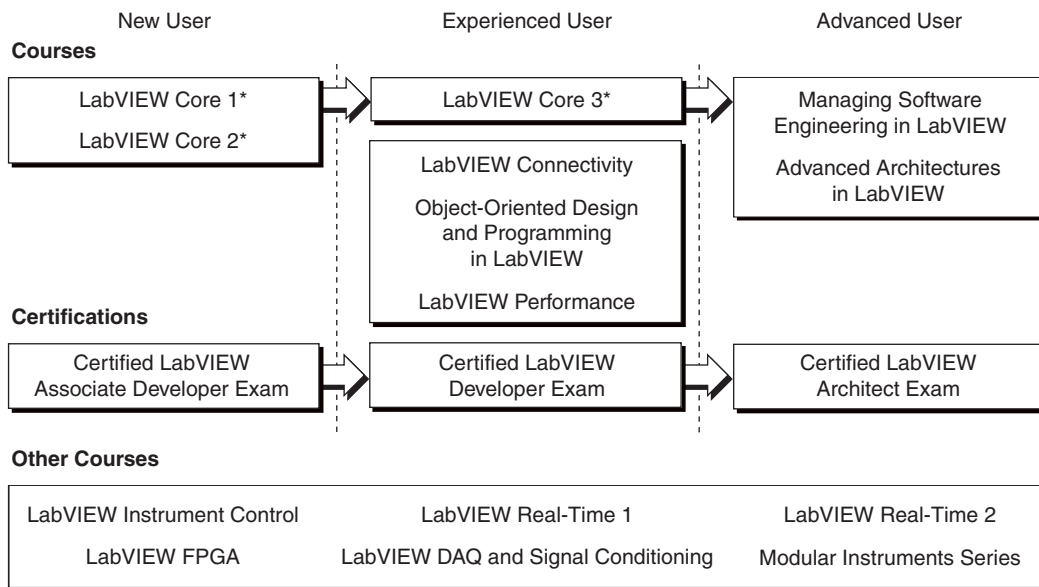 New User
Experienced User
Advanced User
Courses
LabVIEW Core 1*
LabVIEW Core 2*
LabVIEW Core 3*
LabVIEW Connectivity
Object-Oriented Design
and Programming
in LabVIEW
LabVIEW Performance
Managing Software
Engineering in LabVIEW
Advanced Architectures
in LabVIEW
Certifications
Certified LabVIEW
Associate Developer Exam
Certified LabVIEW
Developer Exam
Certified LabVIEW
Architect Exam
Other Courses
LabVIEW Instrument Control
LabVIEW Real-Time 1
LabVIEW Real-Time 2
LabVIEW FPGA
LabVIEW DAQ and Signal Conditioning
Modular Instruments Series